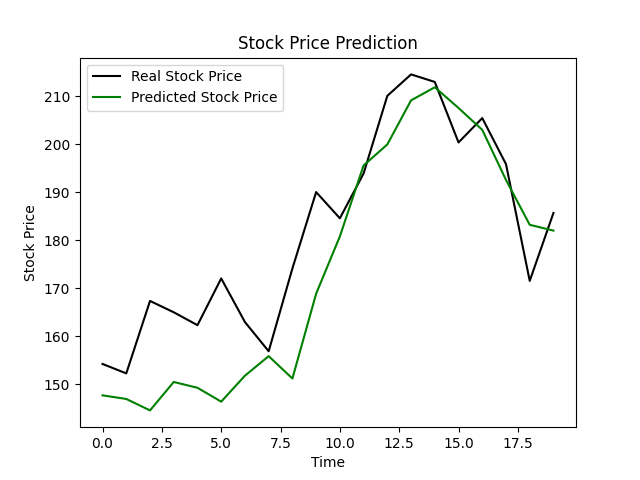 Stock Price Prediction
Real Stock Price
Predicted Stock Price
Stock Price
210
200
190
180
170
160
150
0.0 2.5 5.0 7.5 10.0 12.5 15.0 17.5
Time